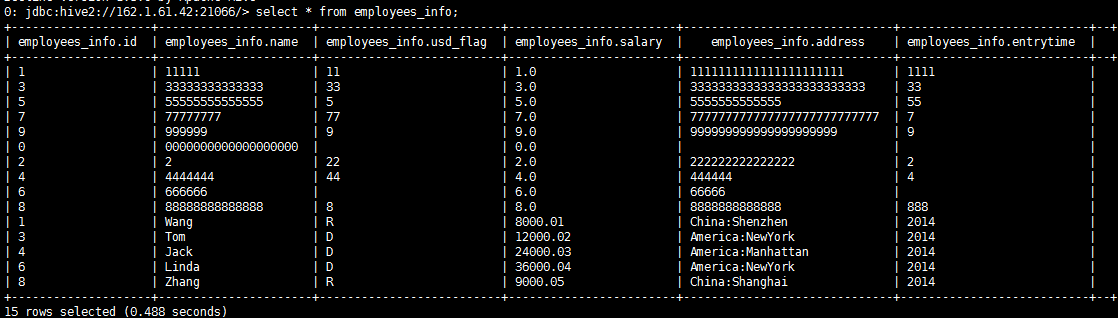 0: jdbc:hive2://162.1.61.42:21066/> select * from employees_info;
+--------------------+----------------------+--------------------------+------------------------+----------------------------+---------------------------+--+
| employees_info.id | employees_info.name | employees_info.usd_flag | employees_info.salary | employees_info.address | employees_info.entrytime |
+--------------------+----------------------+--------------------------+------------------------+----------------------------+---------------------------+--+
| 1 | 11111 | 11 | 1.0 | 1111111111111111111111 | 1111 |
| 3 | 33333333333333 | 33 | 3.0 | 3333333333333333333333333 | 33 |
| 5 | 55555555555555 | 5 | 5.0 | 5555555555555 | 55 |
| 7 | 77777777 | 77 | 7.0 | 777777777777777777777777777 | 7 |
| 9 | 999999 | 9 | 9.0 | 999999999999999999999 | 9 |
| 0 | 0000000000000000000 | | 0.0 | | |
| 2 | 2 | 22 | 2.0 | 222222222222222 | 2 |
| 4 | 4444444 | 44 | 4.0 | 444444 | 4 |
| 6 | 666666 | | 6.0 | 66666 | |
| 8 | 88888888888888 | 8 | 8.0 | 8888888888888 | 888 |
| 1 | Wang | R | 8000.01 | China:Shenzhen | 2014 |
| 3 | Tom | D | 12000.02 | America:NewYork | 2014 |
| 4 | Jack | D | 24000.03 | America:Manhattan | 2014 |
| 6 | Linda | D | 36000.04 | America:NewYork | 2014 |
| 8 | Zhang | R | 9000.05 | China:Shanghai | 2014 |
+--------------------+----------------------+--------------------------+------------------------+----------------------------+---------------------------+--+
15 rows selected (0.488 seconds)